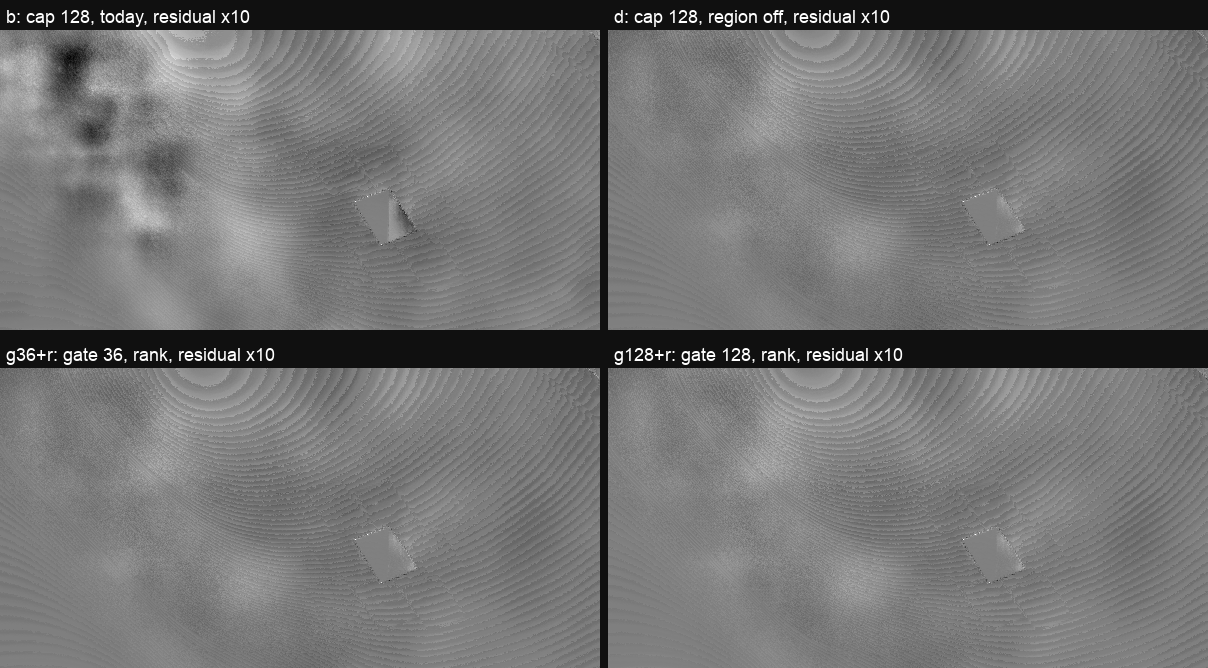 b: cap 128, today, residual x10
d: cap 128, region off, residual x10
g36+r: gate 36, rank, residual x10
g128+r: gate 128, rank, residual x10